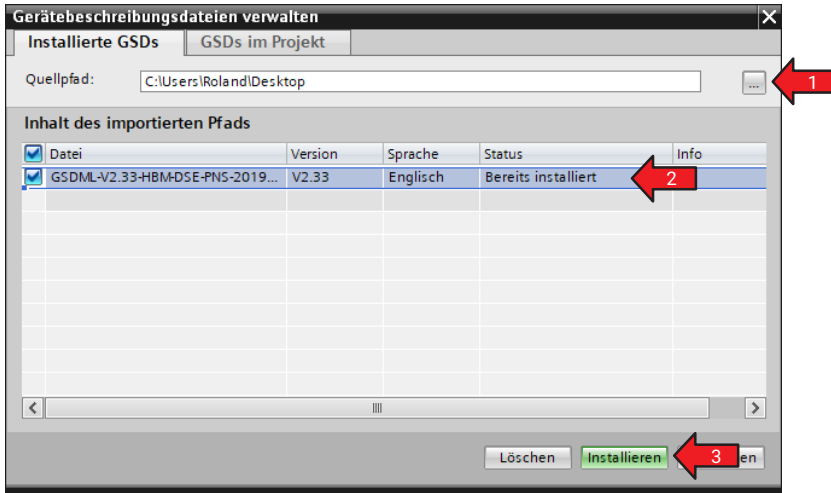 Gerätebeschreibungsdateien verwalten
Installierte GSDs GSDs im Projekt
Quellpfad: C:\Users\Roland\Desktop ... 1
Inhalt des importierten Pfads
Datei Version Sprache Status Info
GSDML-V2.33-HBM-DSE-PNS-2019... V2.33 Englisch Bereits installiert 2
Löschen Installieren 3 en